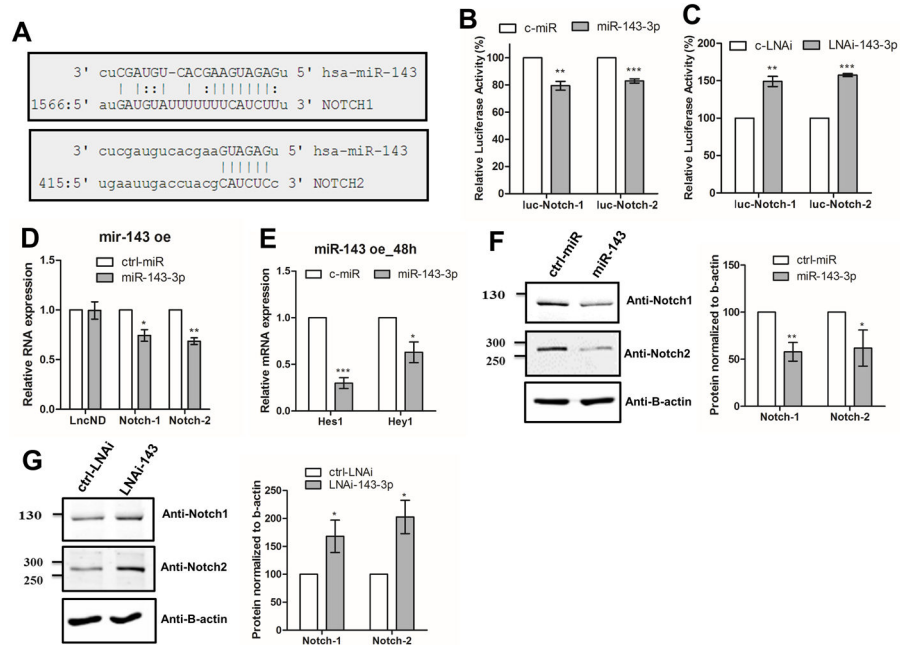 A
3' cuCGAUGU-CACGAAGUAGAGu 5' hsa-miR-143
1566:5' auGAUGUAUUUUUUUCAUCUUu 3' NOTCH1
3' cucgaugucacgaaGUAGAGu 5' hsa-miR-143
415:5' ugaauugaccuacgCAUCUCc 3' NOTCH2
B
c-miR
miR-143-3p
Relative Luciferase Activity (%)
100
80
60
40
20
0
**
***
luc-Notch-1
luc-Notch-2
C
c-LNAi
LNAi-143-3p
Relative Luciferase Activity (%)
200
150
100
50
0
**
***
luc-Notch-1
luc-Notch-2
D
mir-143 oe
ctrl-miR
miR-143-3p
Relative RNA expression
1.5
1.0
0.5
0.0
*
**
LncND
Notch-1
Notch-2
E
miR-143 oe_48h
c-miR
miR-143-3p
Relative mRNA expression
1.5
1.0
0.5
0.0
***
*
Hes1
Hey1
F
ctrl-miR
miR-143
130
Anti-Notch1
300
250
Anti-Notch2
Anti-B-actin
ctrl-miR
miR-143-3p
Protein normalized to b-actin
150
100
50
0
**
*
Notch-1
Notch-2
G
ctrl-LNAi
LNAi-143
130
Anti-Notch1
300
250
Anti-Notch2
Anti-B-actin
ctrl-LNAi
LNAi-143-3p
Protein normalized to b-actin
250
200
150
100
50
0
*
*
Notch-1
Notch-2